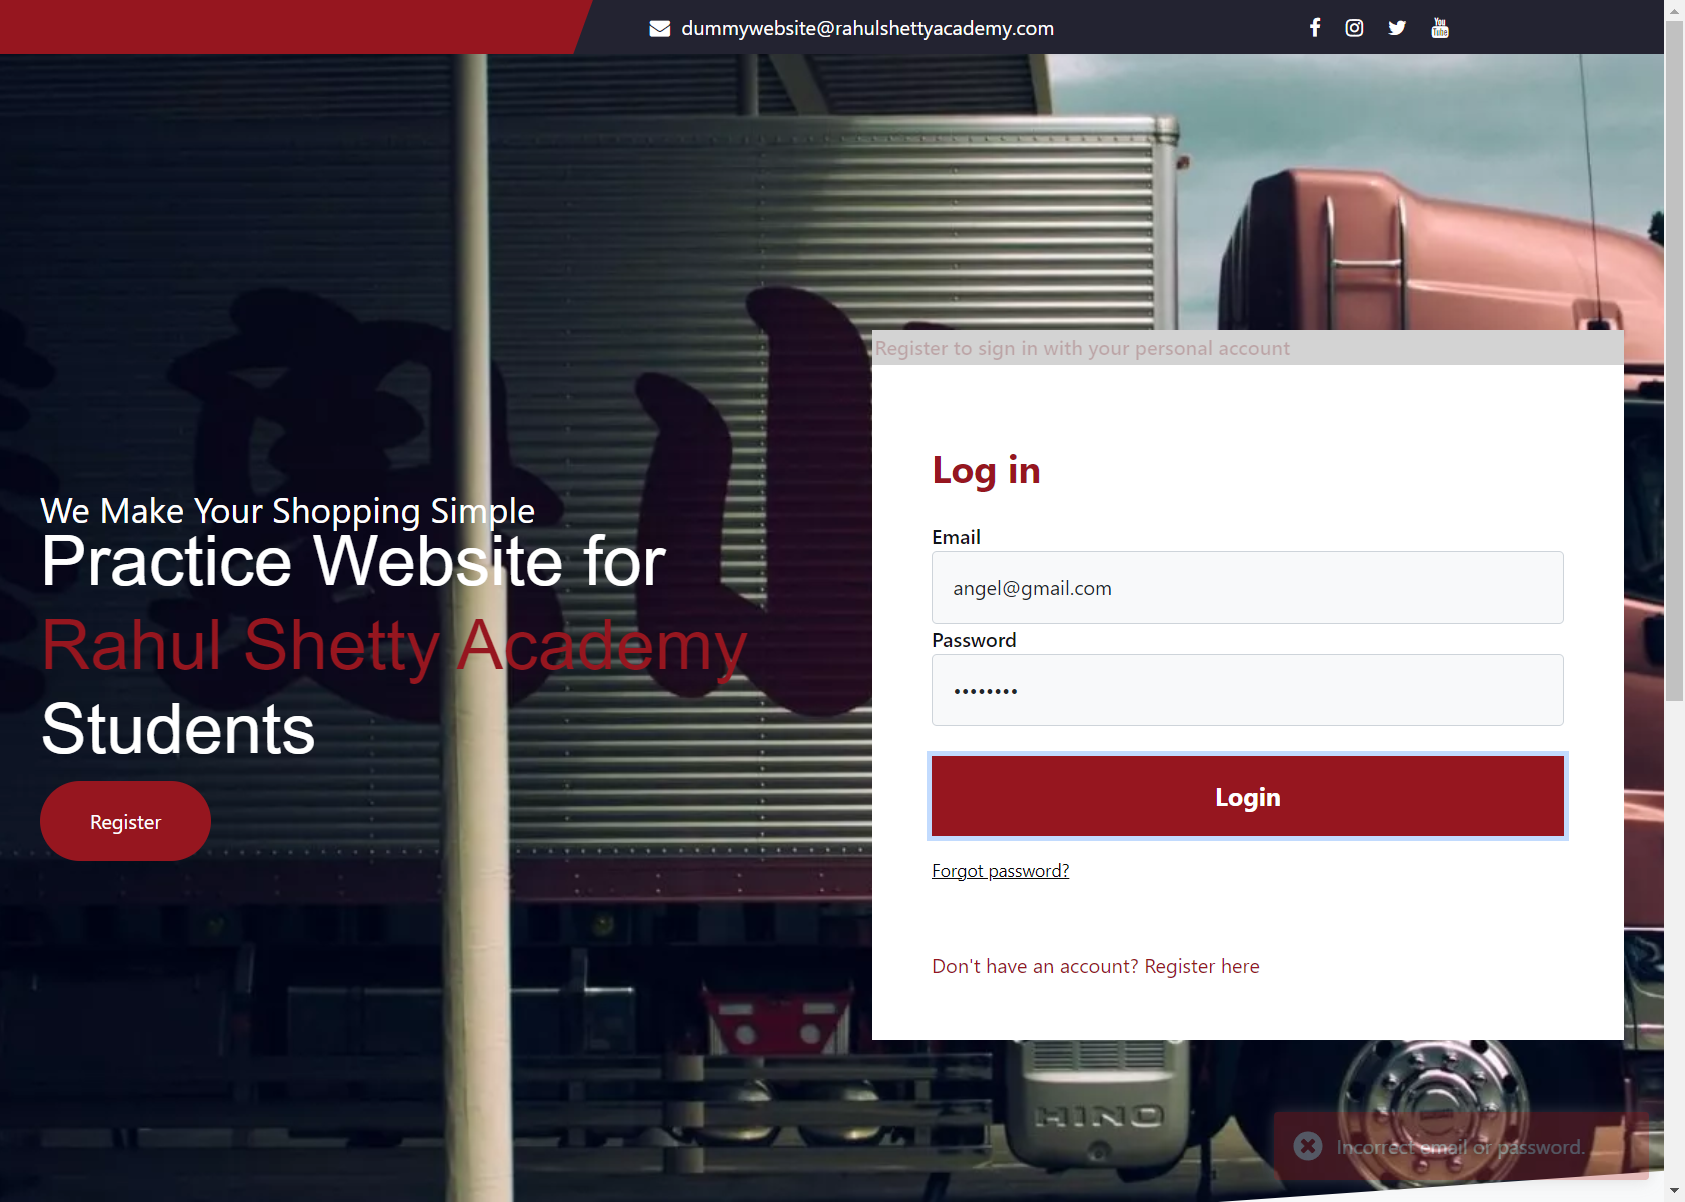 dummywebsite@rahulshettyacademy.com
You
Tube
Register to sign in with your personal account
We Make Your Shopping Simple
Practice Website for
Rahul Shetty Academy
Students
Register
Log in
Email
angel@gmail.com
Password
••••••••
Login
Forgot password?
Don't have an account? Register here
HINO
Incorrect email or password.